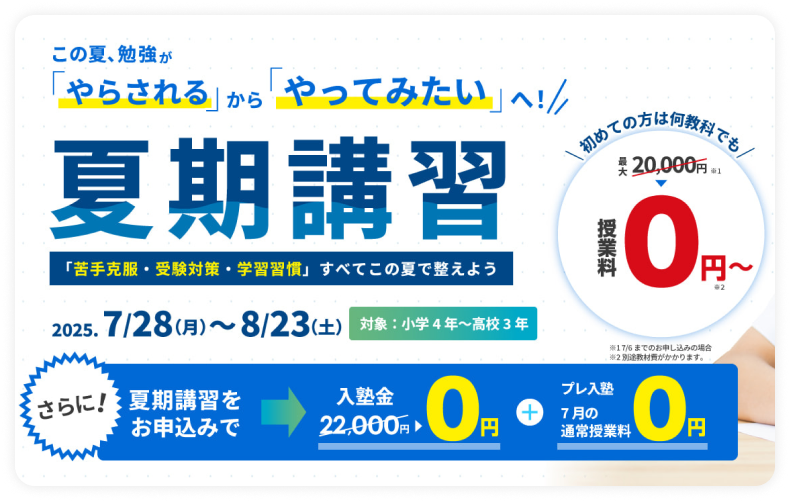 この夏、勉強が
「やらされる」から「やってみたい」へ!
夏期講習
「苦手克服・受験対策・学習習慣」すべてこの夏で整えよう
2025. 7/28(月)〜8/23(土)
対象:小学4年〜高校3年
初めての方は何教科でも
最大 20,000円 ※1
授業料 0円〜
※2
※1 7/6 までのお申し込みの場合
※2 別途教材費がかかります。
さらに!
夏期講習を
お申込みで
入塾金
22,000円 0円
+
プレ入塾
7月の
通常授業料 0円